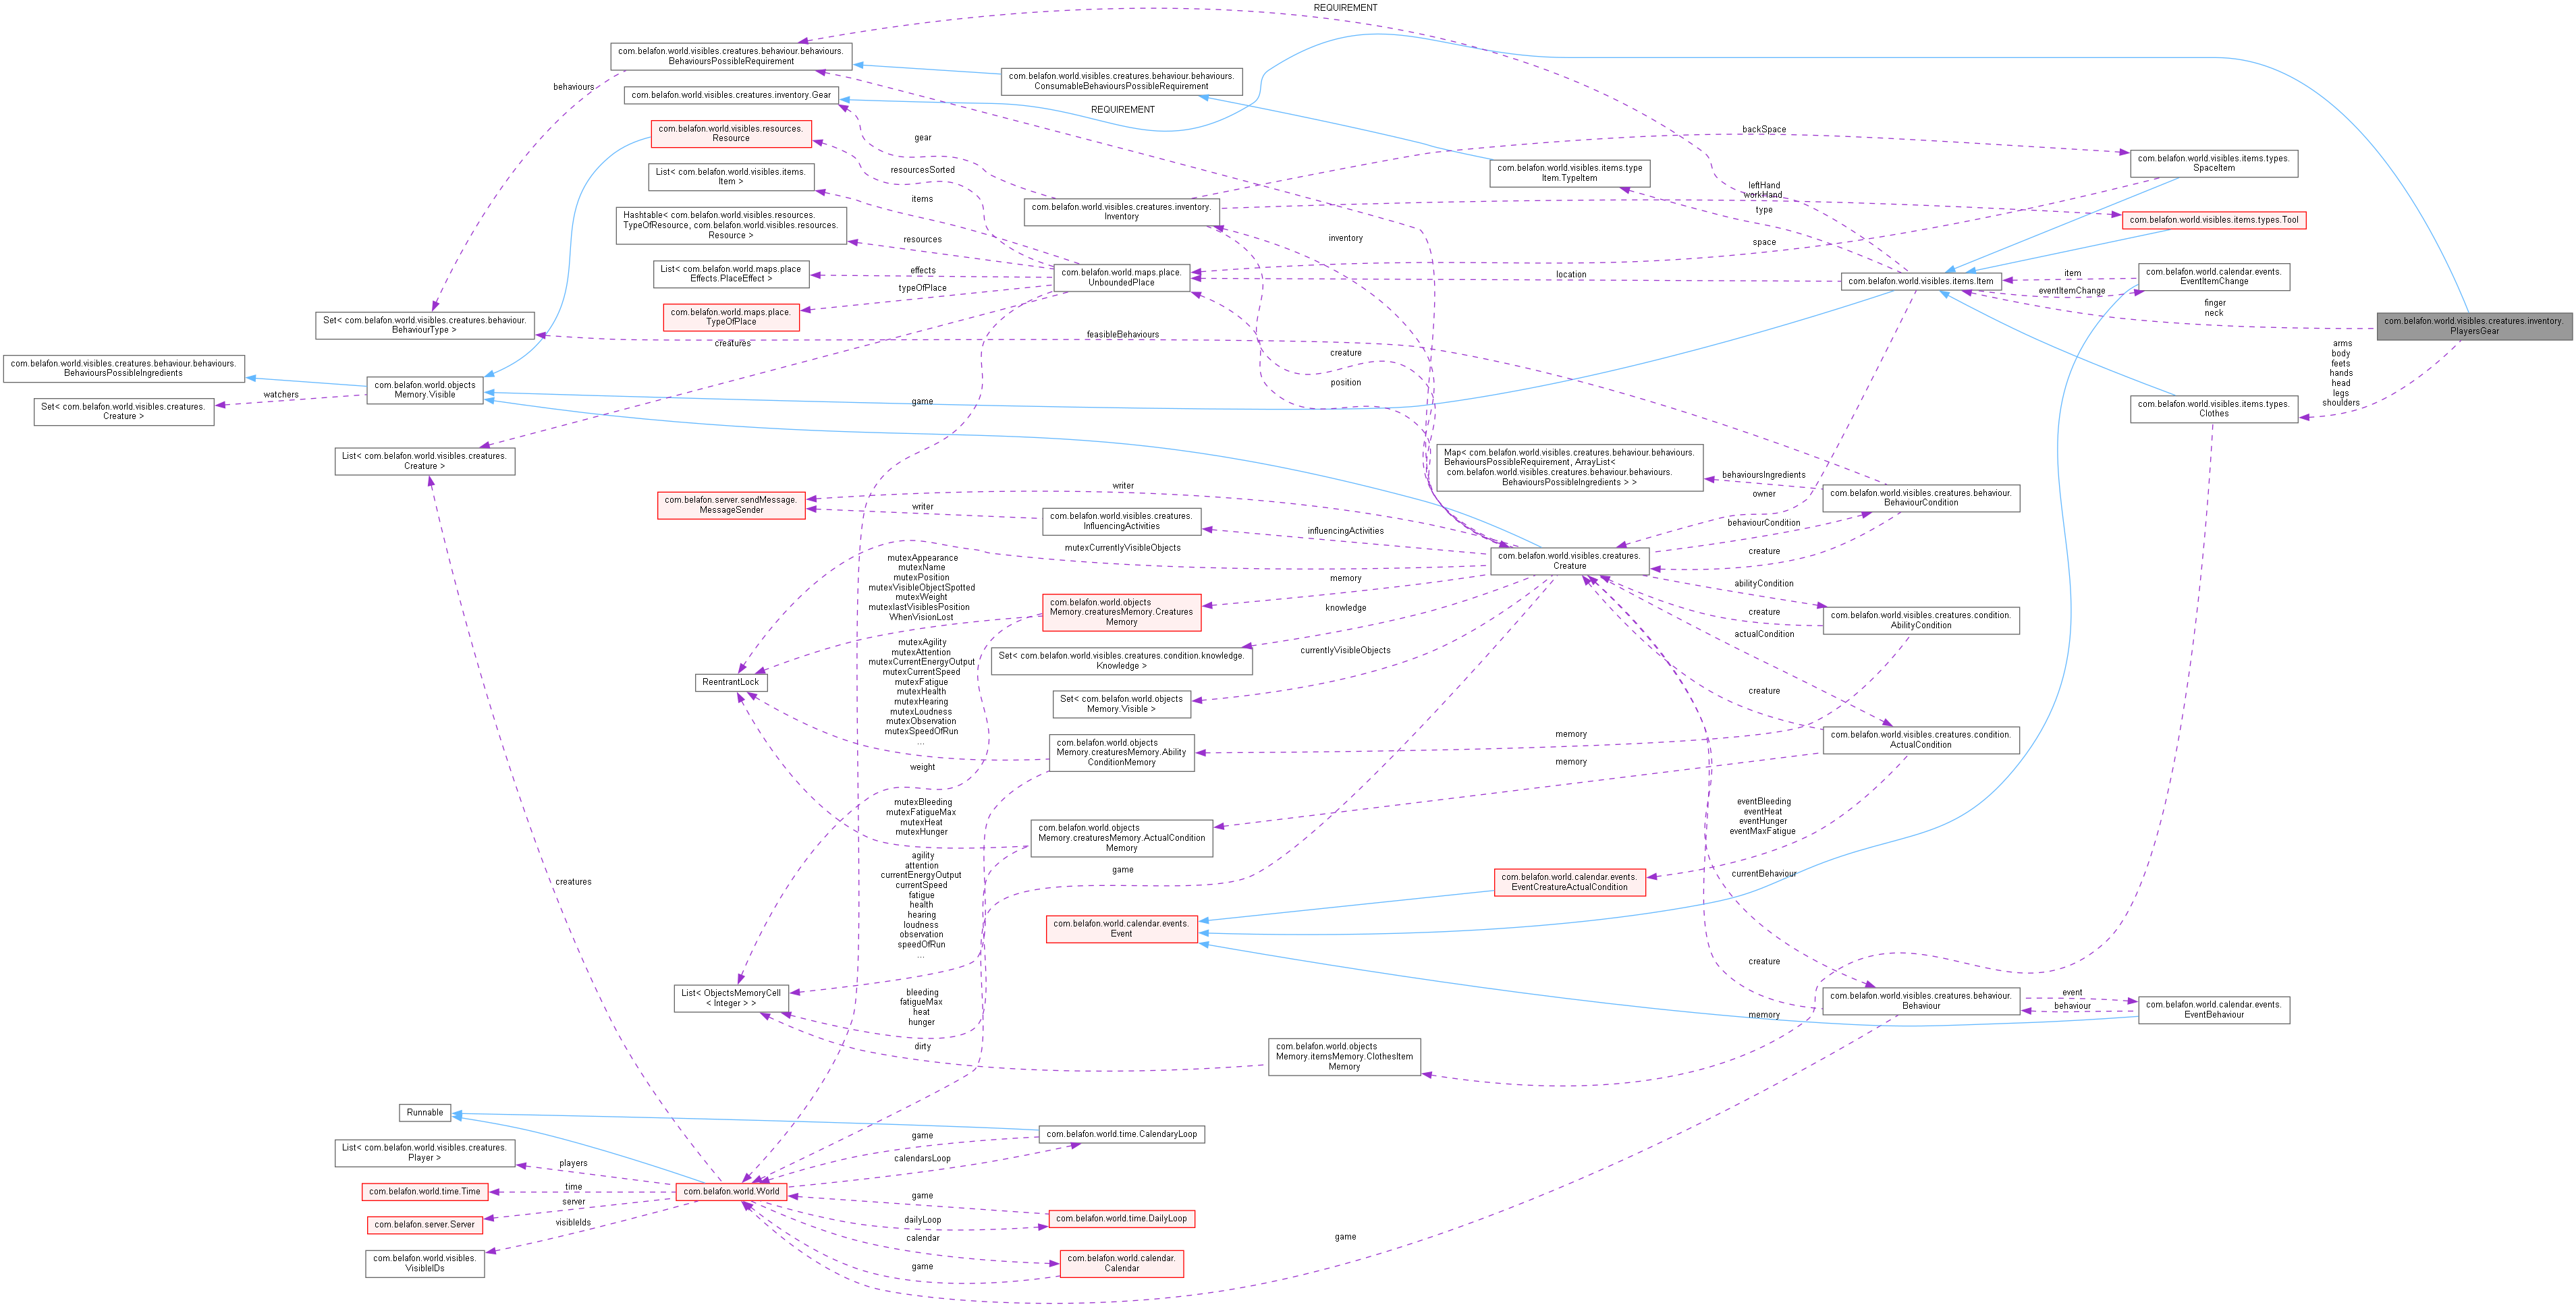 REQUIREMENT
com.belafon.world.visibles.creatures.behaviour.behaviours.
BehavioursPossibleRequirement
com.belafon.world.visibles.creatures.behaviour.behaviours.
ConsumableBehavioursPossibleRequirement
behaviours
com.belafon.world.visibles.creatures.inventory.Gear
REQUIREMENT
com.belafon.world.visibles.resources.
Resource
gear
backSpace
com.belafon.world.visibles.items.types.
SpaceItem
List< com.belafon.world.visibles.items.
Item >
resourcesSorted
com.belafon.world.visibles.items.type
Item.TypeItem
leftHand
workHand
items
com.belafon.world.visibles.creatures.inventory.
Inventory
type
com.belafon.world.visibles.items.types.Tool
Hashtable< com.belafon.world.visibles.resources.
TypeOfResource, com.belafon.world.visibles.resources.
Resource >
resources
inventory
space
List< com.belafon.world.maps.place
Effects.PlaceEffect >
effects
com.belafon.world.maps.place.
UnboundedPlace
location
com.belafon.world.visibles.items.Item
item
eventItemChange
com.belafon.world.calendar.events.
EventItemChange
typeOfPlace
com.belafon.world.maps.place.
TypeOfPlace
finger
neck
com.belafon.world.visibles.creatures.inventory.
PlayersGear
Set< com.belafon.world.visibles.creatures.behaviour.
BehaviourType >
feasibleBehaviours
creatures
creature
arms
body
feets
hands
head
legs
shoulders
com.belafon.world.visibles.creatures.behaviour.behaviours.
BehavioursPossibleIngredients
com.belafon.world.objects
Memory.Visible
position
watchers
Set< com.belafon.world.visibles.creatures.
Creature >
game
com.belafon.world.visibles.items.types.
Clothes
List< com.belafon.world.visibles.creatures.
Creature >
Map< com.belafon.world.visibles.creatures.behaviour.behaviours.
BehavioursPossibleRequirement, ArrayList<
com.belafon.world.visibles.creatures.behaviour.behaviours.
BehavioursPossibleIngredients > >
behavioursIngredients
owner
com.belafon.world.visibles.creatures.behaviour.
BehaviourCondition
com.belafon.server.sendMessage.
MessageSender
writer
writer
com.belafon.world.visibles.creatures.
InfluencingActivities
influencingActivities
behaviourCondition
mutexCurrentlyVisibleObjects
com.belafon.world.visibles.creatures.
Creature
creature
mutexAppearance
mutexName
mutexPosition
mutexVisibleObjectSpotted
mutexWeight
mutexlastVisiblesPosition
WhenVisionLost
memory
com.belafon.world.objects
Memory.creaturesMemory.Creatures
Memory
knowledge
abilityCondition
creature
com.belafon.world.visibles.creatures.condition.
AbilityCondition
actualCondition
mutexAgility
mutexAttention
mutexCurrentEnergyOutput
mutexCurrentSpeed
mutexFatigue
mutexHealth
mutexHearing
mutexLoudness
mutexObservation
mutexSpeedOfRun
...
Set< com.belafon.world.visibles.creatures.condition.knowledge.
Knowledge >
currentlyVisibleObjects
ReentrantLock
Set< com.belafon.world.objects
Memory.Visible >
creature
com.belafon.world.objects
Memory.creaturesMemory.Ability
ConditionMemory
memory
com.belafon.world.visibles.creatures.condition.
ActualCondition
weight
memory
mutexBleeding
mutexFatigueMax
mutexHeat
mutexHunger
com.belafon.world.objects
Memory.creaturesMemory.ActualCondition
Memory
eventBleeding
eventHeat
eventHunger
eventMaxFatigue
agility
attention
currentEnergyOutput
currentSpeed
fatigue
health
hearing
loudness
observation
speedOfRun
...
game
currentBehaviour
creatures
com.belafon.world.calendar.events.
EventCreatureActualCondition
com.belafon.world.calendar.events.
Event
creature
List< ObjectsMemoryCell
< Integer > >
bleeding
fatigueMax
heat
hunger
com.belafon.world.visibles.creatures.behaviour.
Behaviour
event
behaviour
com.belafon.world.calendar.events.
EventBehaviour
memory
dirty
com.belafon.world.objects
Memory.itemsMemory.ClothesItem
Memory
Runnable
game
com.belafon.world.time.CalendaryLoop
List< com.belafon.world.visibles.creatures.
Player >
players
calendarsLoop
com.belafon.world.time.Time
time
com.belafon.world.World
game
server
com.belafon.server.Server
visibleIds
dailyLoop
com.belafon.world.time.DailyLoop
calendar
game
com.belafon.world.visibles.
VisibleIDs
game
com.belafon.world.calendar.
Calendar